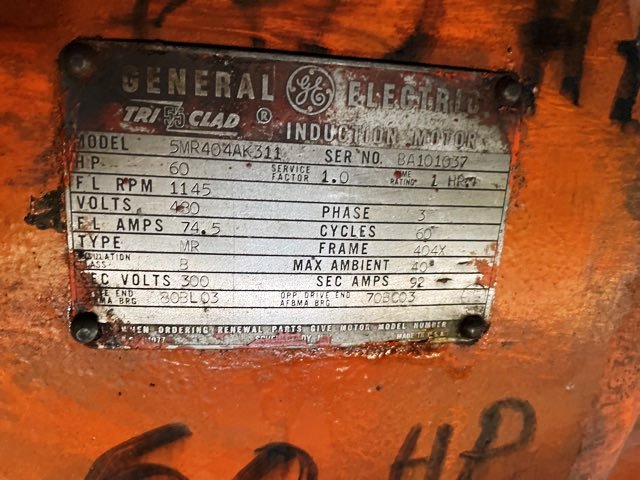 GENERAL GE ELECTRIC
TRI 55 CLAD ® INDUCTION MOTOR
MODEL 5MR404AK311 SER NO. BA101037
HP 60 SERVICE FACTOR 1.0 TIME RATING 1 HR.
FL RPM 1145
VOLTS 480 PHASE 3
FL AMPS 74.5 CYCLES 60
TYPE MR FRAME 404X
INSULATION CLASS B MAX AMBIENT 40°
SEC VOLTS 300 SEC AMPS 92
END BRG 80BL03 OPP. DRIVE END AFBMA BRG. 70BC03
WHEN ORDERING RENEWAL PARTS GIVE MOTOR MODEL NUMBER
MADE IN U.S.A.
60 HP